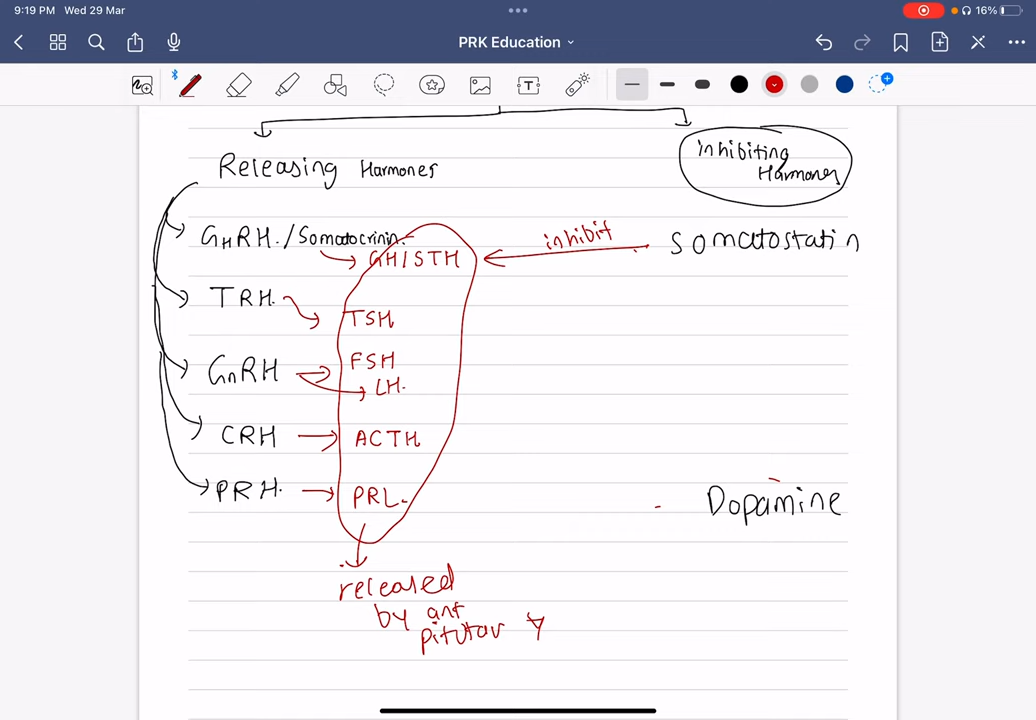 9:19 PM Wed 29 Mar
16%
PRK Education
Releasing Harmones
inhibiting
Harmones
GHRH. / Somatocrinin.
GH/STH
inhibit
somatostatin
TRH.
TSH
GnRH
FSH
LH.
CRH
ACTH
PRH.
PRL.
Dopamine
released
by ant
pitutar y